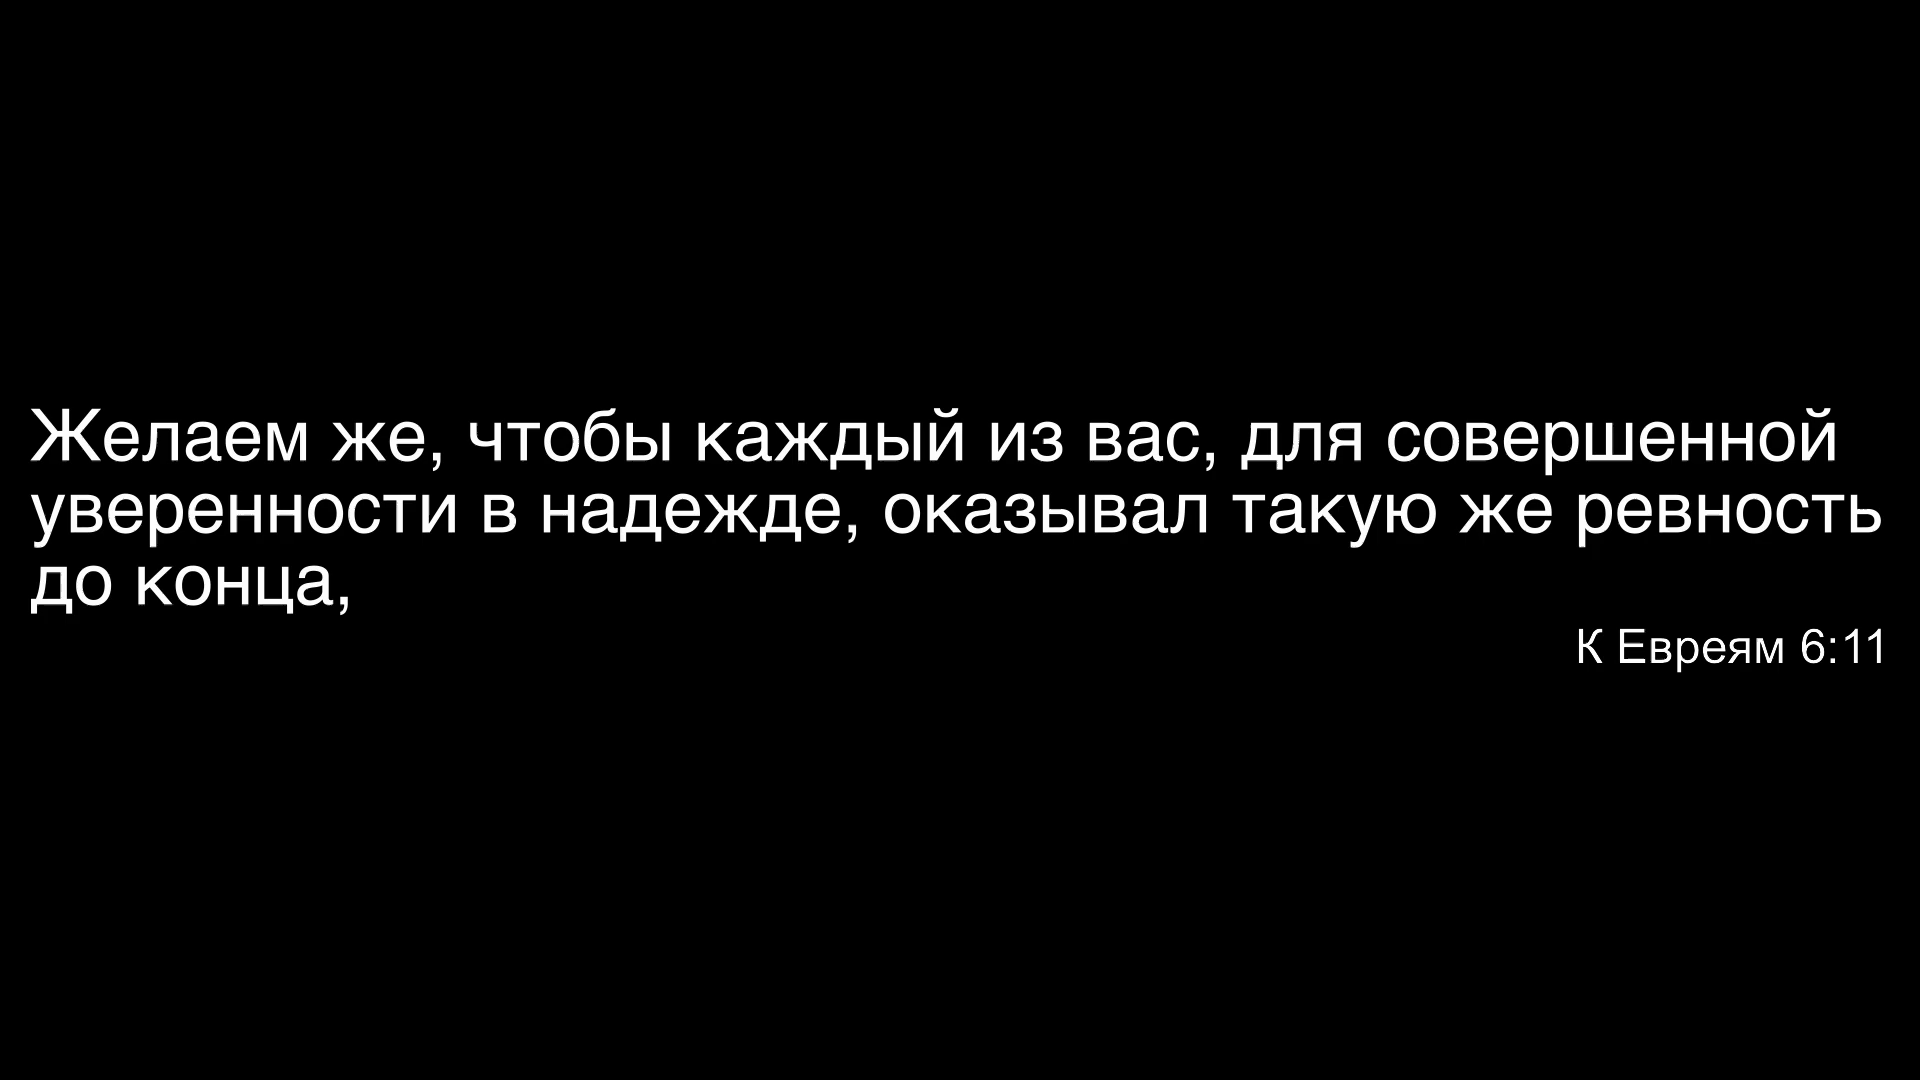 Желаем же, чтобы каждый из вас, для совершенной
уверенности в надежде, оказывал такую же ревность
до конца,
К Евреям 6:11